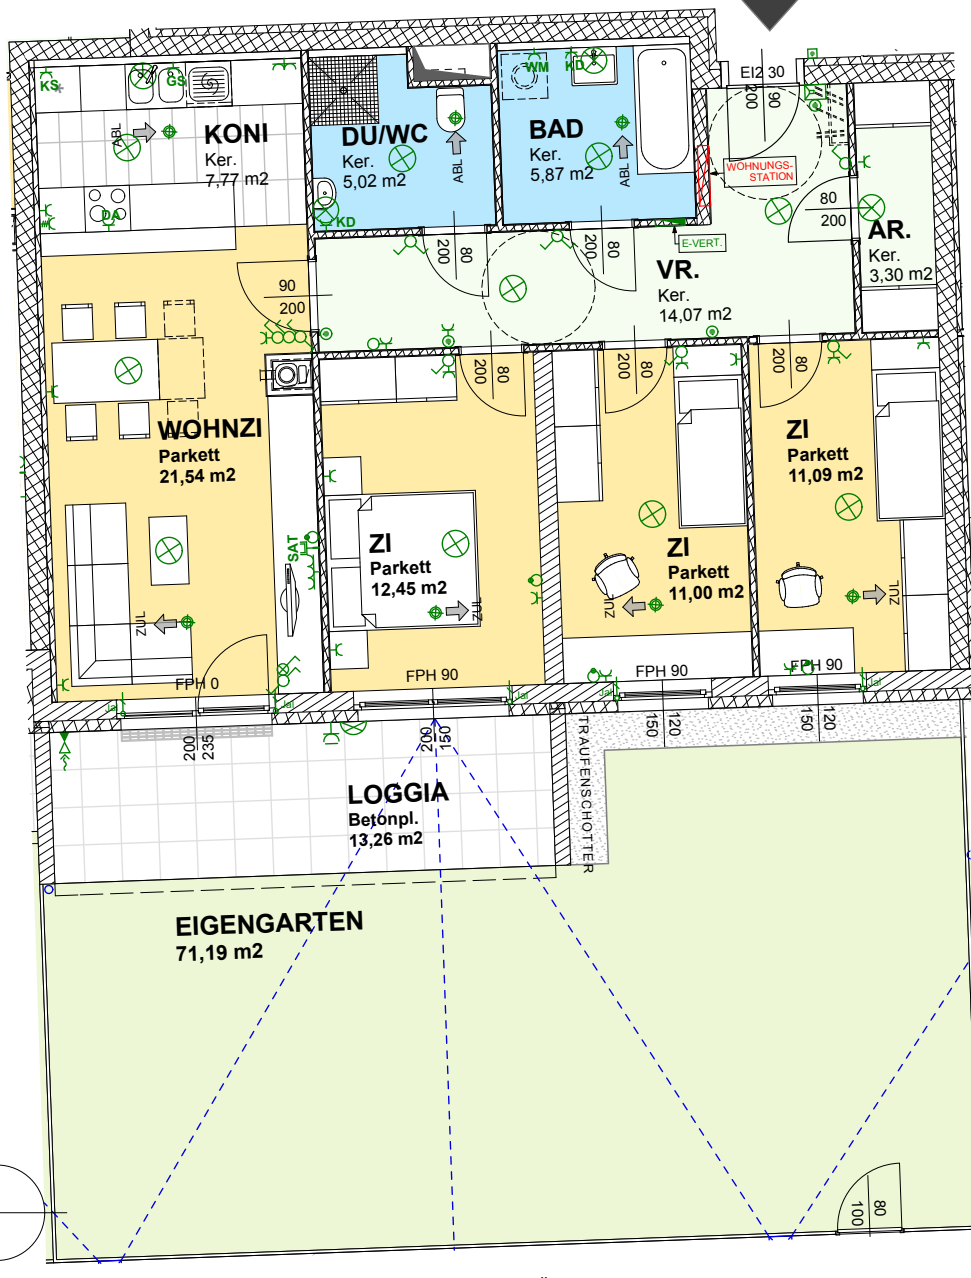 EI2 30
200
90
KS
GS
ABL
KONI
Ker.
7,77 m2
DA
DU/WC
Ker.
5,02 m2
ABL
KD
WM
KD
BAD
Ker.
5,87 m2
ABL
WOHNUNGS-
STATION
80
200
AR.
Ker.
3,30 m2
E-VERT.
VR.
Ker.
14,07 m2
200
80
200
80
90
200
200
80
200
80
200
80
WOHNZI
Parkett
21,54 m2
SAT
ZUL
ZI
Parkett
12,45 m2
ZUL
ZI
Parkett
11,00 m2
ZUL
ZI
Parkett
11,09 m2
ZUL
FPH 0
FPH 90
FPH 90
FPH 90
Jal
Jal
Jal
Jal
Jal
200
235
200
150
150
120
150
120
TRAUFENSCHOTTER
LOGGIA
Betonpl.
13,26 m2
EIGENGARTEN
71,19 m2
100
80